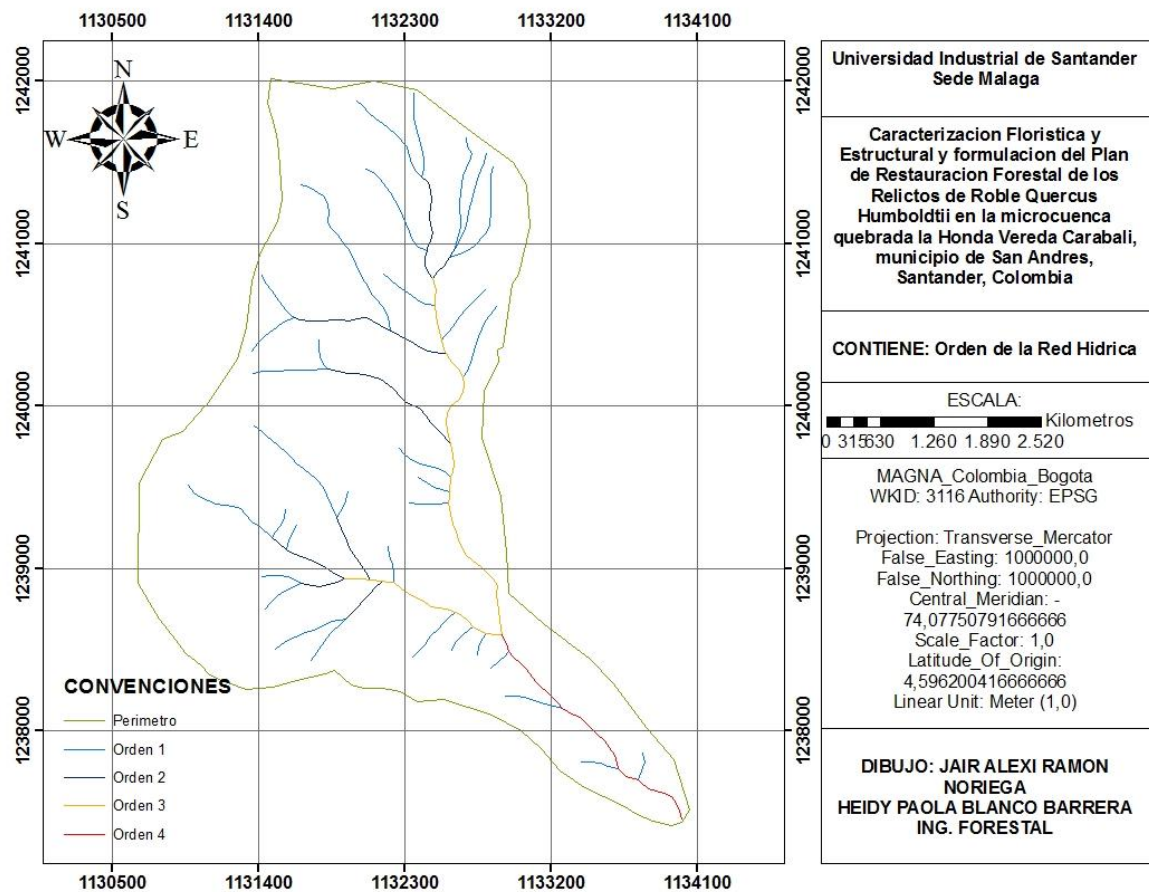 1130500 1131400 1132300 1133200 1134100
1242000 1242000
N
W E
S
1241000 1241000
1240000 1240000
1239000 1239000
1238000 1238000
CONVENCIONES
Perimetro
Orden 1
Orden 2
Orden 3
Orden 4
1130500 1131400 1132300 1133200 1134100
Universidad Industrial de Santander
Sede Malaga
Caracterizacion Floristica y
Estructural y formulacion del Plan
de Restauracion Forestal de los
Relictos de Roble Quercus
Humboldtii en la microcuenca
quebrada la Honda Vereda Carabali,
municipio de San Andres,
Santander, Colombia
CONTIENE: Orden de la Red Hidrica
ESCALA:
Kilometros
0 315630 1.260 1.890 2.520
MAGNA_Colombia_Bogota
WKID: 3116 Authority: EPSG
Projection: Transverse_Mercator
False_Easting: 1000000,0
False_Northing: 1000000,0
Central_Meridian: -
74,07750791666666
Scale_Factor: 1,0
Latitude_Of_Origin:
4,596200416666666
Linear Unit: Meter (1,0)
DIBUJO: JAIR ALEXI RAMON
NORIEGA
HEIDY PAOLA BLANCO BARRERA
ING. FORESTAL